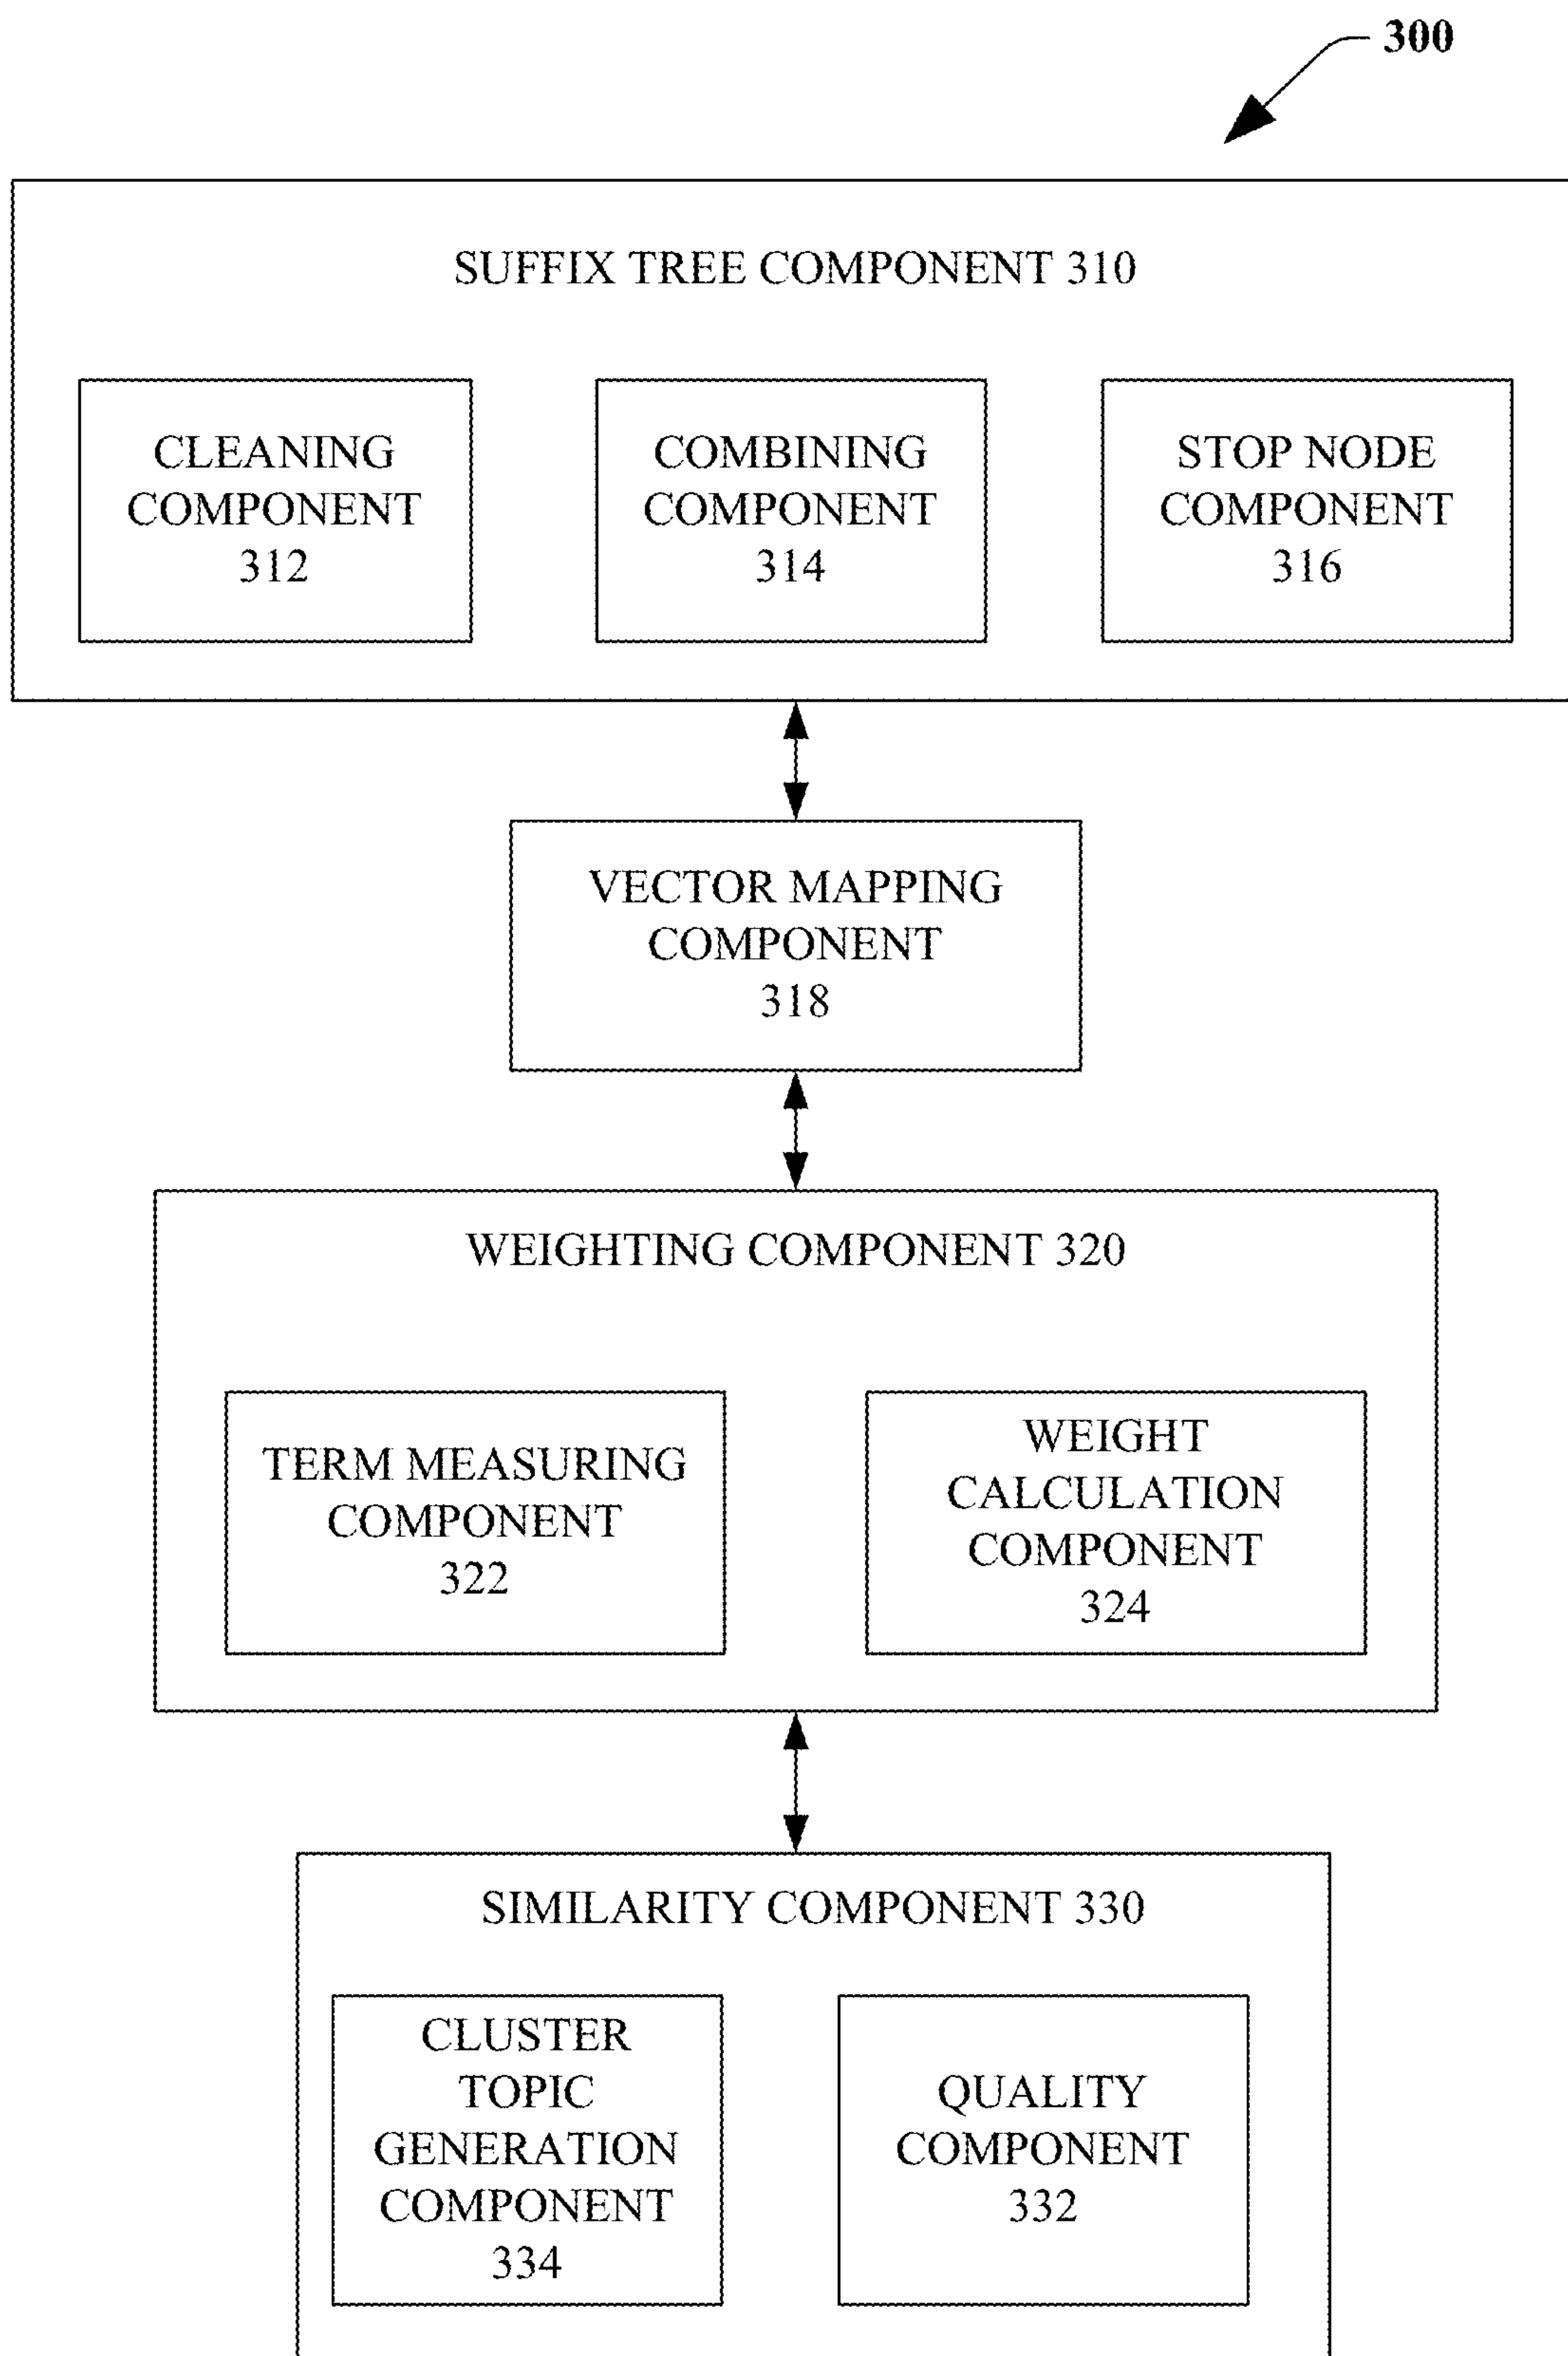 300
SUFFIX TREE COMPONENT 310
CLEANING
COMPONENT
312
COMBINING
COMPONENT
314
STOP NODE
COMPONENT
316
VECTOR MAPPING
COMPONENT
318
WEIGHTING COMPONENT 320
TERM MEASURING
COMPONENT
322
WEIGHT
CALCULATION
COMPONENT
324
SIMILARITY COMPONENT 330
CLUSTER
TOPIC
GENERATION
COMPONENT
334
QUALITY
COMPONENT
332